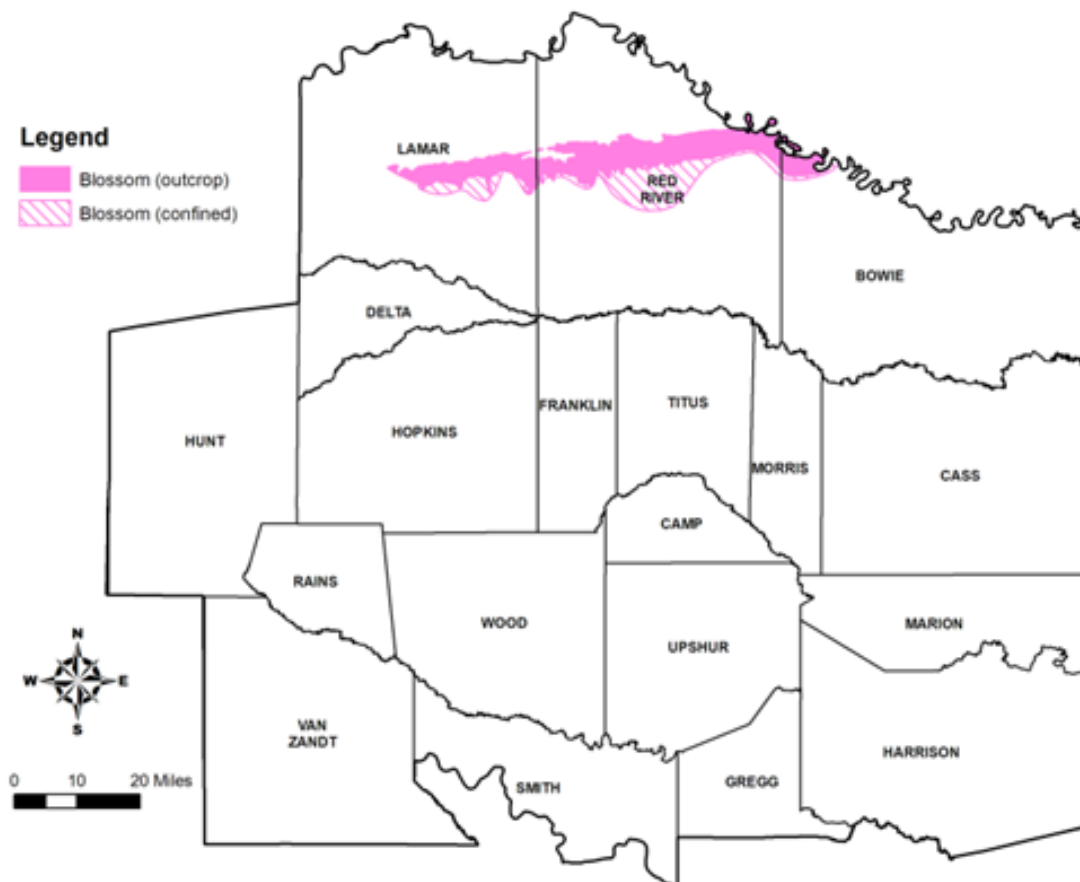 Legend
Blossom (outcrop)
Blossom (confined)
LAMAR
RED
RIVER
BOWIE
DELTA
HUNT
HOPKINS
FRANKLIN
TITUS
MORRIS
CASS
CAMP
RAINS
WOOD
UPSHUR
MARION
VAN
ZANDT
SMITH
GREGG
HARRISON
N
W E
S
0 10 20 Miles